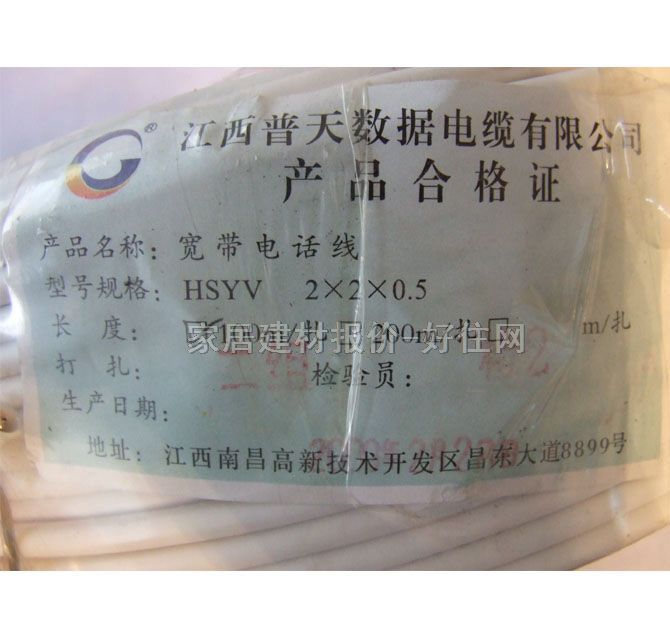 ® 江西普天数据电缆有限公司
产品合格证
产品名称：宽带电话线
型号规格：HSYV 2×2×0.5
长 度：☑100m/扎 □200m/扎□ m/扎
家居建材报价 好住网
打 扎： 检验员：
生产日期：
地址：江西南昌高新技术开发区昌东大道8899号